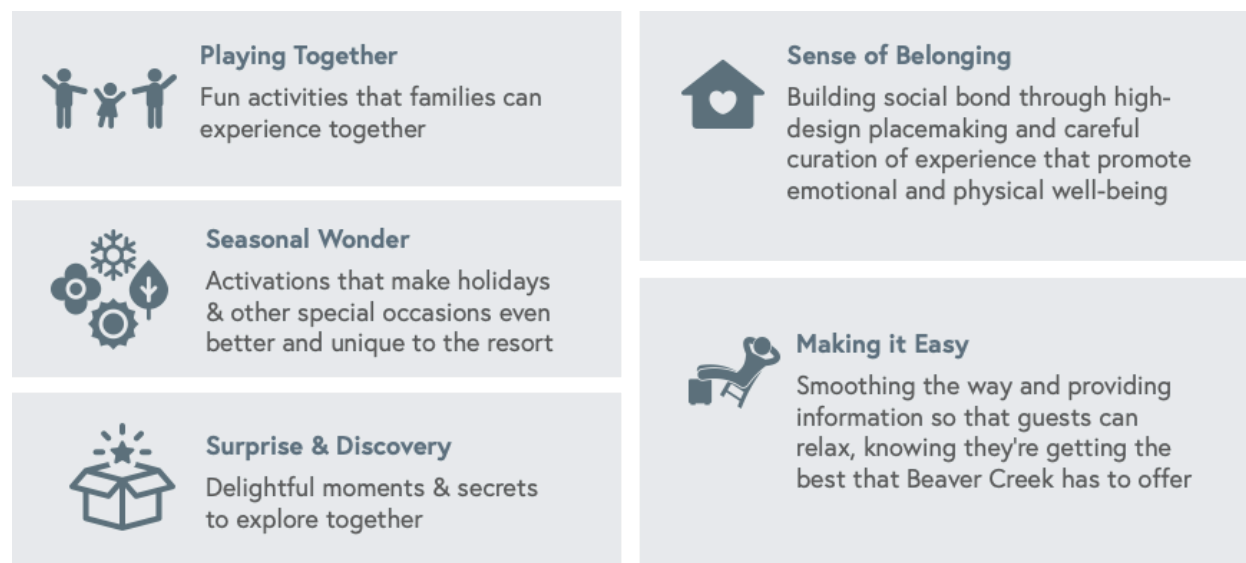 Playing Together
Fun activities that families can
experience together
Seasonal Wonder
Activations that make holidays
& other special occasions even
better and unique to the resort
Surprise & Discovery
Delightful moments & secrets
to explore together
Sense of Belonging
Building social bond through high-
design placemaking and careful
curation of experience that promote
emotional and physical well-being
Making it Easy
Smoothing the way and providing
information so that guests can
relax, knowing they're getting the
best that Beaver Creek has to offer